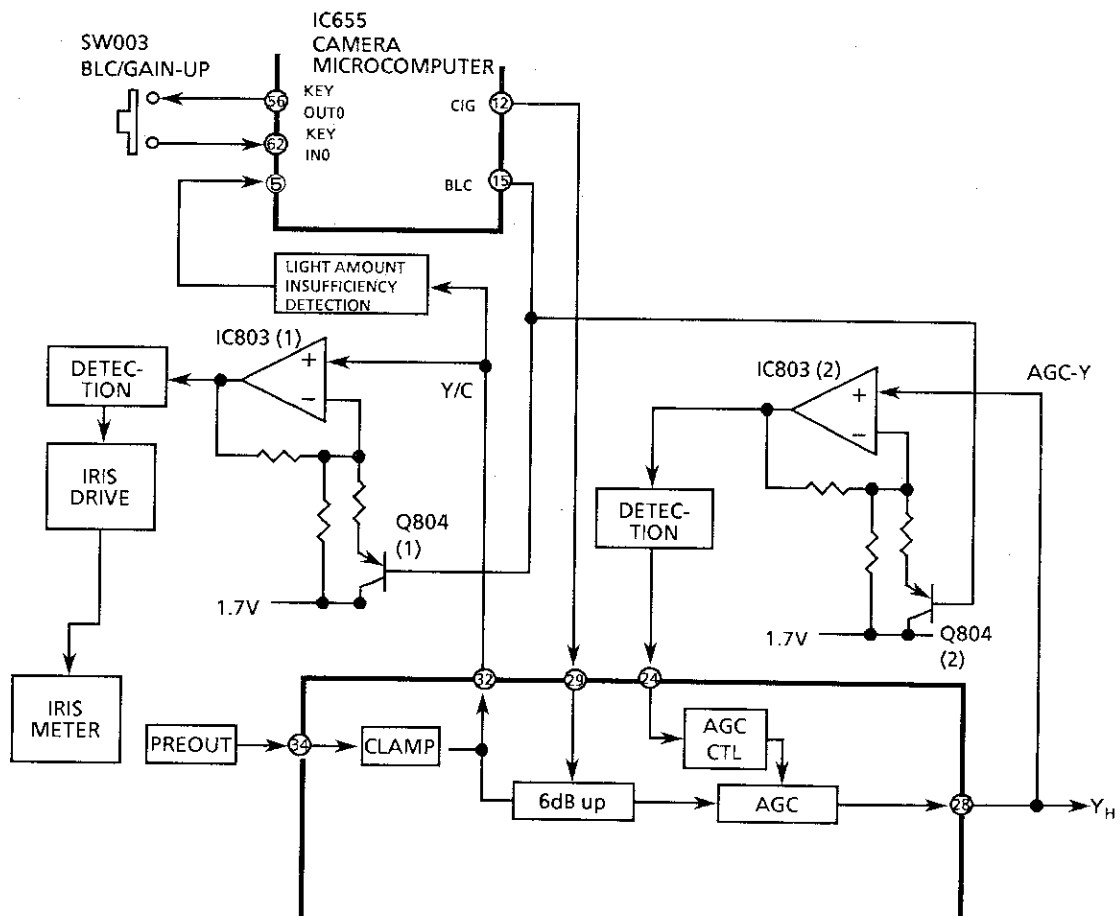 SW003
BLC/GAIN-UP
IC655
CAMERA
MICROCOMPUTER
56
KEY
OUT0
62
KEY
IN0
5
CIG
12
BLC
15
LIGHT AMOUNT
INSUFFICIENCY
DETECTION
IC803 (1)
+
−
Y/C
DETEC-
TION
IRIS
DRIVE
IRIS
METER
Q804
(1)
1.7V
IC803 (2)
+
−
AGC-Y
DETEC-
TION
1.7V
Q804
(2)
32
29
24
PREOUT
34
CLAMP
6dB up
AGC
CTL
AGC
28
YH